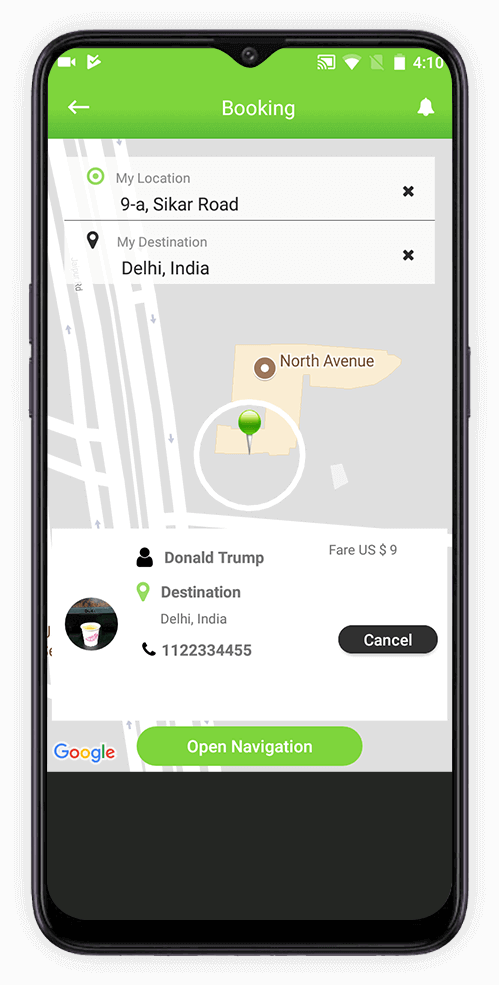 4:10
Booking
My Location
9-a, Sikar Road
My Destination
Delhi, India
North Avenue
Donald Trump
Fare US $ 9
Destination
Delhi, India
1122334455
Cancel
Open Navigation
Google